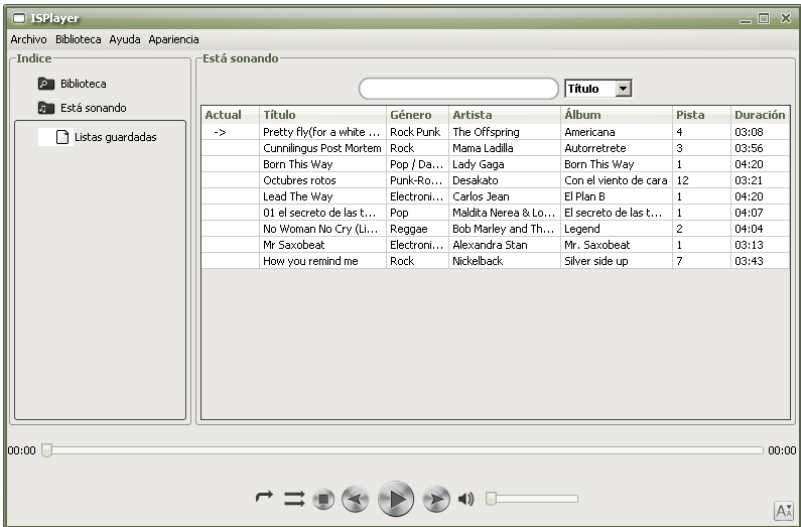 ISPlayer
Archivo Biblioteca Ayuda Apariencia
Indice
Biblioteca
Está sonando
Listas guardadas
Está sonando
Título
Actual Título Género Artista Álbum Pista Duración
-> Pretty fly(for a white ... Rock Punk The Offspring Americana 4 03:08
Cunnilingus Post Mortem Rock Mama Ladilla Autorretrete 3 03:56
Born This Way Pop / Da... Lady Gaga Born This Way 1 04:20
Octubres rotos Punk-Ro... Desakato Con el viento de cara 12 03:21
Lead The Way Electroni... Carlos Jean El Plan B 1 04:20
01 el secreto de las t... Pop Maldita Nerea & Lo... El secreto de las t... 1 04:07
No Woman No Cry (Li... Reggae Bob Marley and Th... Legend 2 04:04
Mr Saxobeat Electroni... Alexandra Stan Mr. Saxobeat 1 03:13
How you remind me Rock Nickelback Silver side up 7 03:43
00:00 00:00